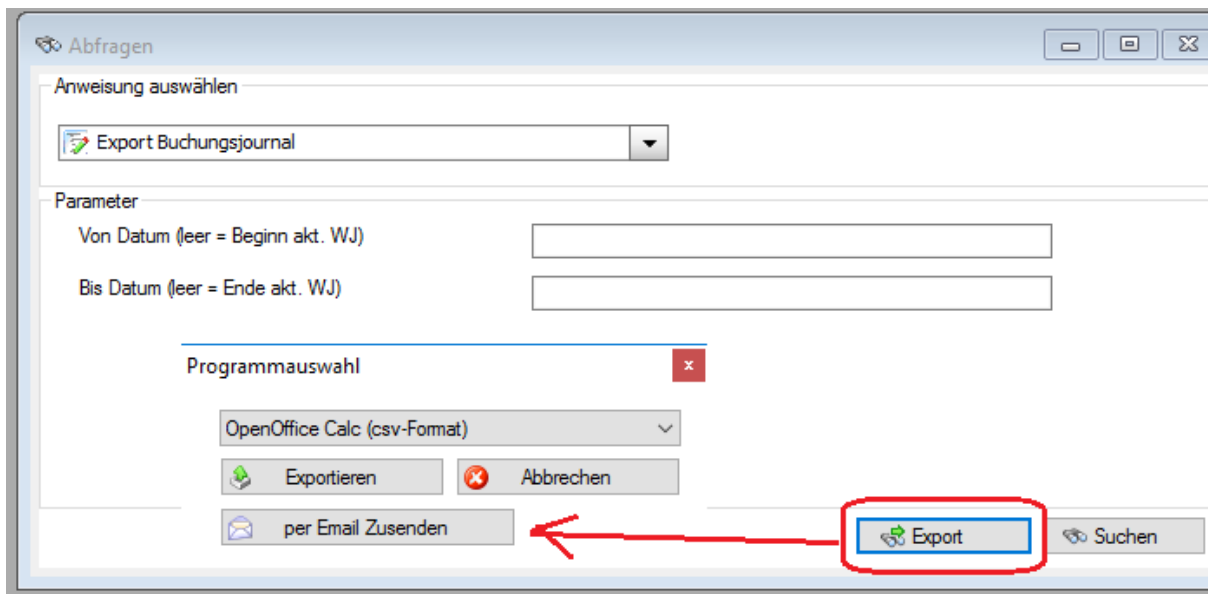 Abfragen
Anweisung auswählen
Export Buchungsjournal
Parameter
Von Datum (leer = Beginn akt. WJ)
Bis Datum (leer = Ende akt. WJ)
Programmauswahl
OpenOffice Calc (csv-Format)
Exportieren Abbrechen
per Email Zusenden
Export Suchen